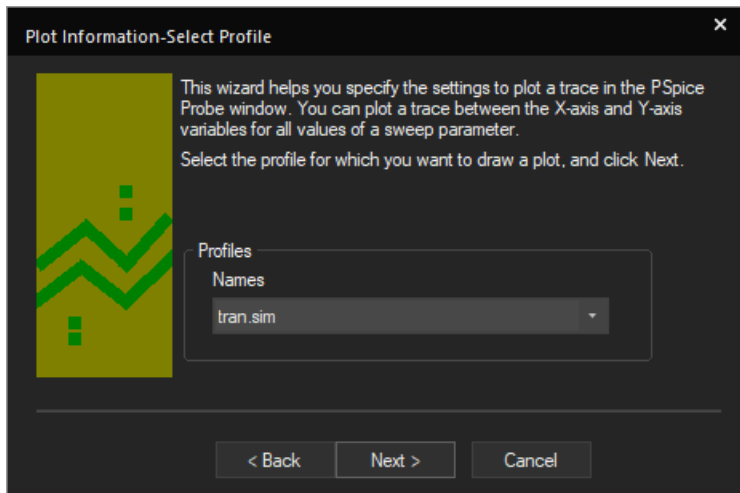 Plot Information-Select Profile
This wizard helps you specify the settings to plot a trace in the PSpice
Probe window. You can plot a trace between the X-axis and Y-axis
variables for all values of a sweep parameter.
Select the profile for which you want to draw a plot, and click Next.
Profiles
Names
tran.sim
< Back Next > Cancel